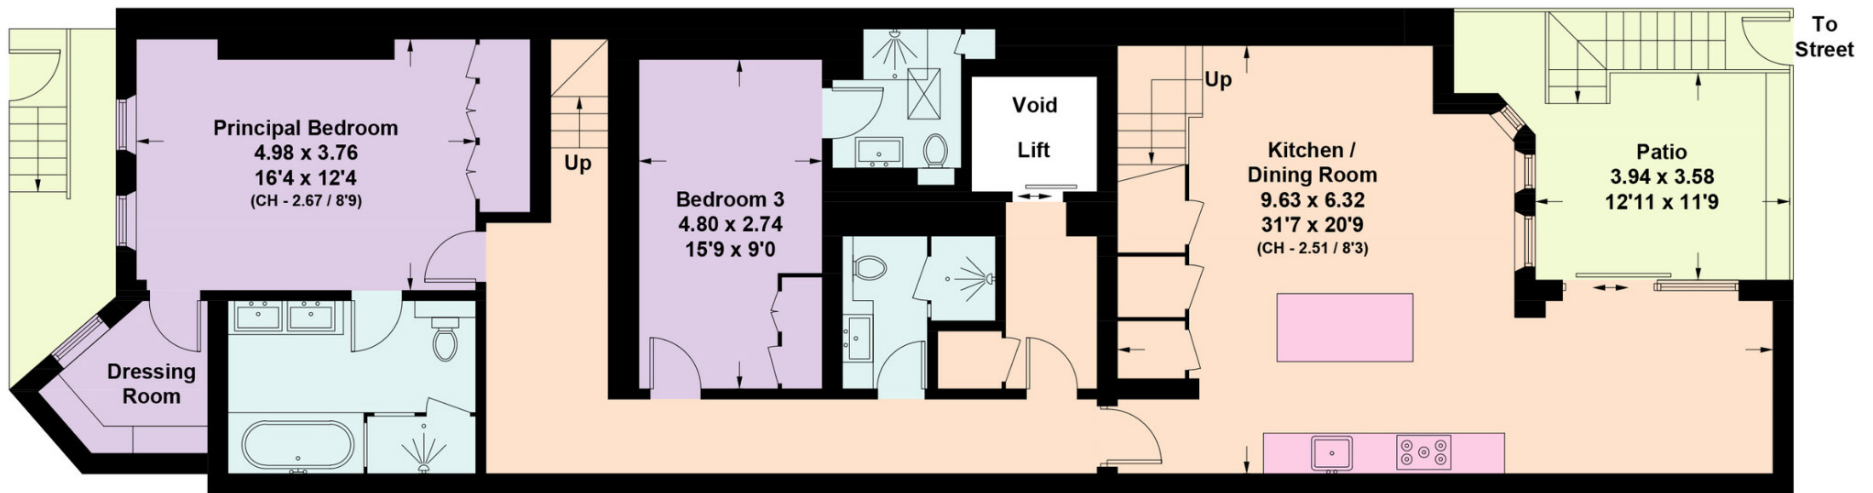 To
Street
Principal Bedroom
4.98 x 3.76
16'4 x 12'4
(CH - 2.67 / 8'9)
Up
Bedroom 3
4.80 x 2.74
15'9 x 9'0
Void
Lift
Up
Kitchen /
Dining Room
9.63 x 6.32
31'7 x 20'9
(CH - 2.51 / 8'3)
Patio
3.94 x 3.58
12'11 x 11'9
Dressing
Room